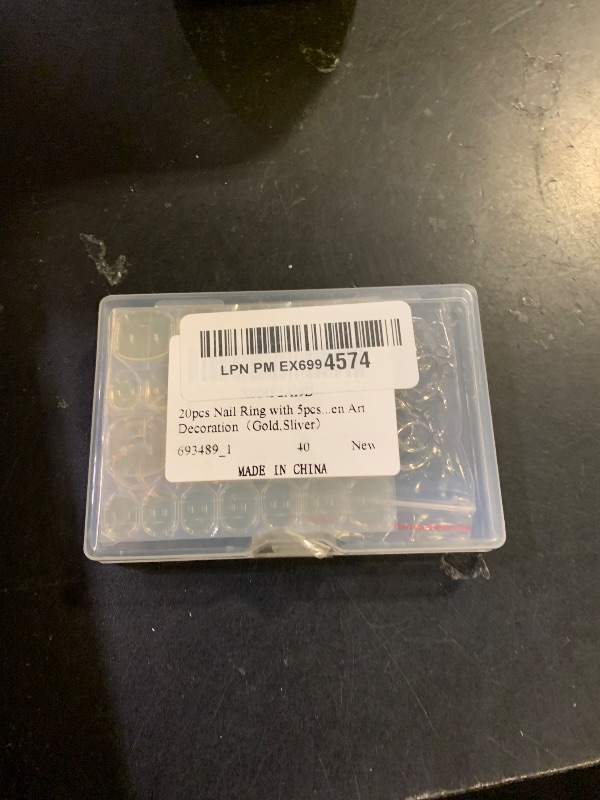 LPN PM EX6994574
20pcs Nail Ring with 5pcs...en Art
Decoration (Gold,Sliver)
693489_1 40 New
MADE IN CHINA